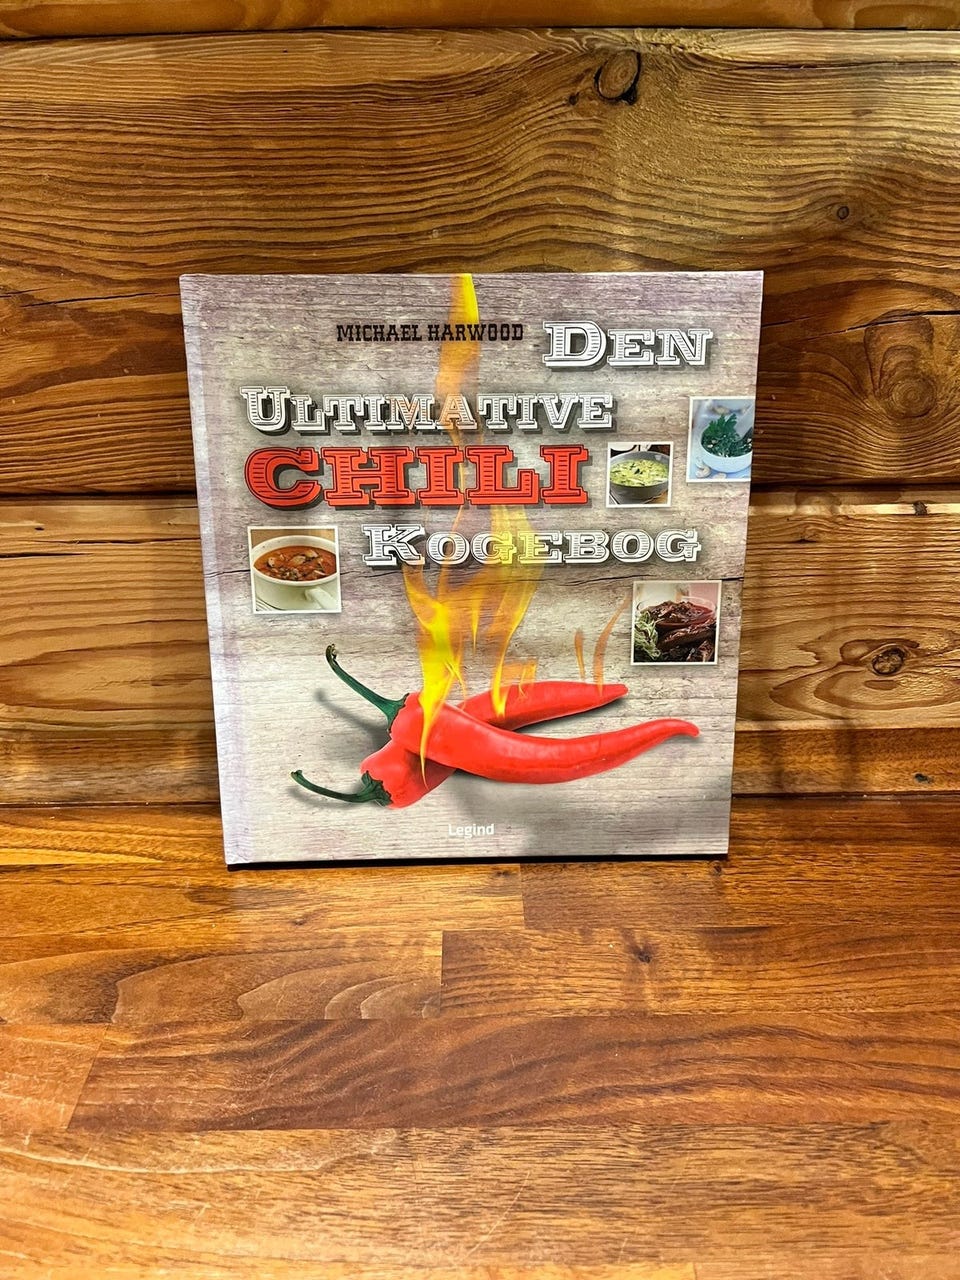 MICHAEL HARWOOD DEN
ULTIMATIVE
CHILI
KOGEBOG
Legind